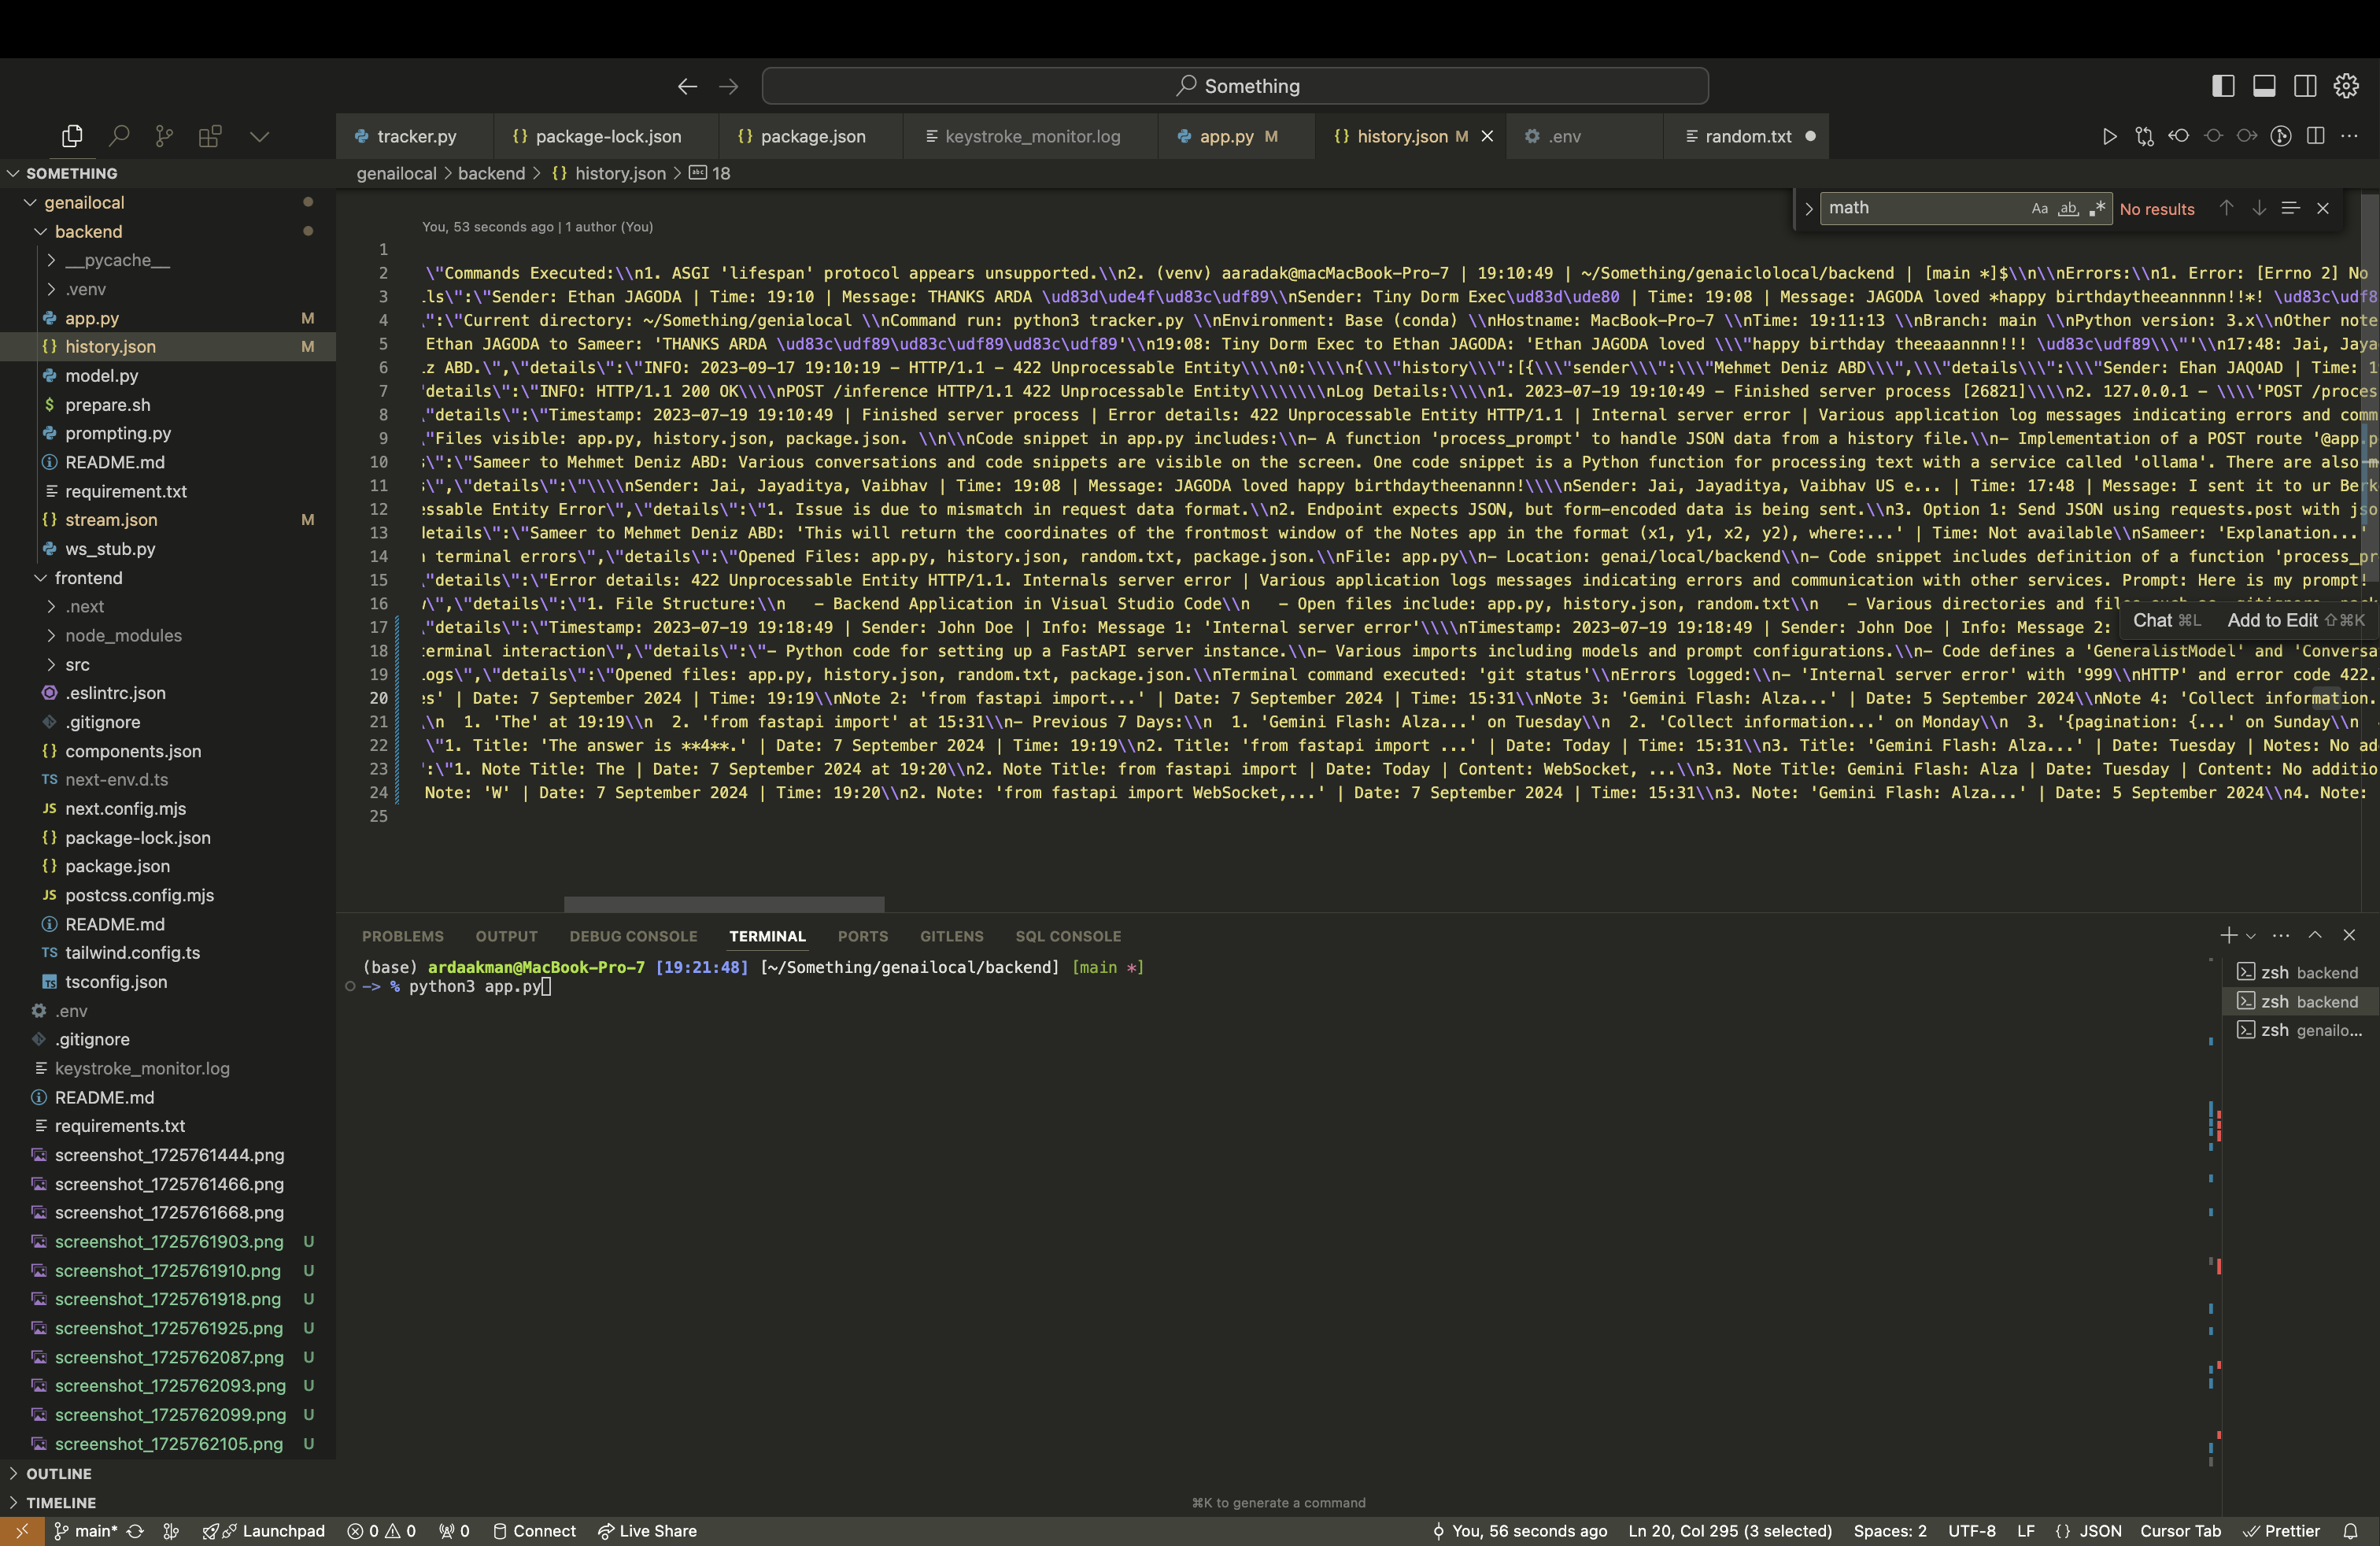 Something
tracker.py
package-lock.json
package.json
keystroke_monitor.log
app.py M
history.json M
.env
random.txt
SOMETHING
genailocal > backend > {} history.json > 18
genailocal
backend
__pycache__
.venv
app.py M
history.json M
model.py
prepare.sh
prompting.py
README.md
requirement.txt
stream.json M
ws_stub.py
frontend
.next
node_modules
src
.eslintrc.json
.gitignore
components.json
next-env.d.ts
next.config.mjs
package-lock.json
package.json
postcss.config.mjs
README.md
tailwind.config.ts
tsconfig.json
.env
.gitignore
keystroke_monitor.log
README.md
requirements.txt
screenshot_1725761444.png
screenshot_1725761466.png
screenshot_1725761668.png
screenshot_1725761903.png U
screenshot_1725761910.png U
screenshot_1725761918.png U
screenshot_1725761925.png U
screenshot_1725762087.png U
screenshot_1725762093.png U
screenshot_1725762099.png U
screenshot_1725762105.png U
OUTLINE
TIMELINE
math Aa ab .* No results
You, 53 seconds ago | 1 author (You)
1
2 \"Commands Executed:\\n1. ASGI 'lifespan' protocol appears unsupported.\\n2. (venv) aaradak@macMacBook-Pro-7 | 19:10:49 | ~/Something/genaiclolocal/backend | [main *]$\\n\\nErrors:\\n1. Error: [Errno 2] No
3 ls\":\"Sender: Ethan JAGODA | Time: 19:10 | Message: THANKS ARDA \ud83d\ude4f\ud83c\udf89\\nSender: Tiny Dorm Exec\ud83d\ude80 | Time: 19:08 | Message: JAGODA loved *happy birthdaytheeannnnn!!*! \ud83c\udf8
4 \":\"Current directory: ~/Something/genialocal \\nCommand run: python3 tracker.py \\nEnvironment: Base (conda) \\nHostname: MacBook-Pro-7 \\nTime: 19:11:13 \\nBranch: main \\nPython version: 3.x\\nOther note
5 Ethan JAGODA to Sameer: 'THANKS ARDA \ud83c\udf89\ud83c\udf89\ud83c\udf89'\\n19:08: Tiny Dorm Exec to Ethan JAGODA: 'Ethan JAGODA loved \\\"happy birthday theeaaannnn!!! \ud83c\udf89\\\"'\\n17:48: Jai, Jaya
6 z ABD.\",\"details\":\"INFO: 2023-09-17 19:10:19 - HTTP/1.1 - 422 Unprocessable Entity\\\\n0:\\\\n{\\\"history\\\":[{\\\"sender\\\":\\\"Mehmet Deniz ABD\\\",\\\"details\\\":\\\"Sender: Ehan JAQOAD | Time: 1
7 details\":\"INFO: HTTP/1.1 200 OK\\\\nPOST /inference HTTP/1.1 422 Unprocessable Entity\\\\\\\\nLog Details:\\\\n1. 2023-07-19 19:10:49 - Finished server process [26821]\\\\n2. 127.0.0.1 - \\\\'POST /proces
8 \"details\":\"Timestamp: 2023-07-19 19:10:49 | Finished server process | Error details: 422 Unprocessable Entity HTTP/1.1 | Internal server error | Various application log messages indicating errors and comm
9 \"Files visible: app.py, history.json, package.json. \\n\\nCode snippet in app.py includes:\\n- A function 'process_prompt' to handle JSON data from a history file.\\n- Implementation of a POST route '@app.p
10 s\":\"Sameer to Mehmet Deniz ABD: Various conversations and code snippets are visible on the screen. One code snippet is a Python function for processing text with a service called 'ollama'. There are also m
11 s\",\"details\":\"\\\\nSender: Jai, Jayaditya, Vaibhav | Time: 19:08 | Message: JAGODA loved happy birthdaytheenannn!\\\\nSender: Jai, Jayaditya, Vaibhav US e... | Time: 17:48 | Message: I sent it to ur Berk
12 essable Entity Error\",\"details\":\"1. Issue is due to mismatch in request data format.\\n2. Endpoint expects JSON, but form-encoded data is being sent.\\n3. Option 1: Send JSON using requests.post with jso
13 details\":\"Sameer to Mehmet Deniz ABD: 'This will return the coordinates of the frontmost window of the Notes app in the format (x1, y1, x2, y2), where:...' | Time: Not available\\nSameer: 'Explanation...'
14 n terminal errors\",\"details\":\"Opened Files: app.py, history.json, random.txt, package.json.\\nFile: app.py\\n- Location: genai/local/backend\\n- Code snippet includes definition of a function 'process_pr
15 \"details\":\"Error details: 422 Unprocessable Entity HTTP/1.1. Internals server error | Various application logs messages indicating errors and communication with other services. Prompt: Here is my prompt!
16 \",\"details\":\"1. File Structure:\\n   - Backend Application in Visual Studio Code\\n   - Open files include: app.py, history.json, random.txt\\n   - Various directories and files
17 \"details\":\"Timestamp: 2023-07-19 19:18:49 | Sender: John Doe | Info: Message 1: 'Internal server error'\\\\nTimestamp: 2023-07-19 19:18:49 | Sender: John Doe | Info: Message 2:
Chat ⌘L Add to Edit ⇧⌘K
18 terminal interaction\",\"details\":\"- Python code for setting up a FastAPI server instance.\\n- Various imports including models and prompt configurations.\\n- Code defines a 'GeneralistModel' and 'Conversa
19 ogs\",\"details\":\"Opened files: app.py, history.json, random.txt, package.json.\\nTerminal command executed: 'git status'\\nErrors logged:\\n- 'Internal server error' with '999\\nHTTP' and error code 422.
20 es' | Date: 7 September 2024 | Time: 19:19\\nNote 2: 'from fastapi import...' | Date: 7 September 2024 | Time: 15:31\\nNote 3: 'Gemini Flash: Alza...' | Date: 5 September 2024\\nNote 4: 'Collect information.
21 \\n  1. 'The' at 19:19\\n  2. 'from fastapi import' at 15:31\\n- Previous 7 Days:\\n  1. 'Gemini Flash: Alza...' on Tuesday\\n  2. 'Collect information...' on Monday\\n  3. '{pagination: {...' on Sunday\\n
22 \"1. Title: 'The answer is **4**.' | Date: 7 September 2024 | Time: 19:19\\n2. Title: 'from fastapi import ...' | Date: Today | Time: 15:31\\n3. Title: 'Gemini Flash: Alza...' | Date: Tuesday | Notes: No ad
23 :\"1. Note Title: The | Date: 7 September 2024 at 19:20\\n2. Note Title: from fastapi import | Date: Today | Content: WebSocket, ...\\n3. Note Title: Gemini Flash: Alza | Date: Tuesday | Content: No additio
24 Note: 'W' | Date: 7 September 2024 | Time: 19:20\\n2. Note: 'from fastapi import WebSocket,...' | Date: 7 September 2024 | Time: 15:31\\n3. Note: 'Gemini Flash: Alza...' | Date: 5 September 2024\\n4. Note:
25
PROBLEMS OUTPUT DEBUG CONSOLE TERMINAL PORTS GITLENS SQL CONSOLE
(base) ardaakman@MacBook-Pro-7 [19:21:48] [~/Something/genailocal/backend] [main *]
-> % python3 app.py
zsh backend
zsh backend
zsh genailo...
⌘K to generate a command
main* Launchpad 0 0 0 Connect Live Share You, 56 seconds ago Ln 20, Col 295 (3 selected) Spaces: 2 UTF-8 LF {} JSON Cursor Tab Prettier